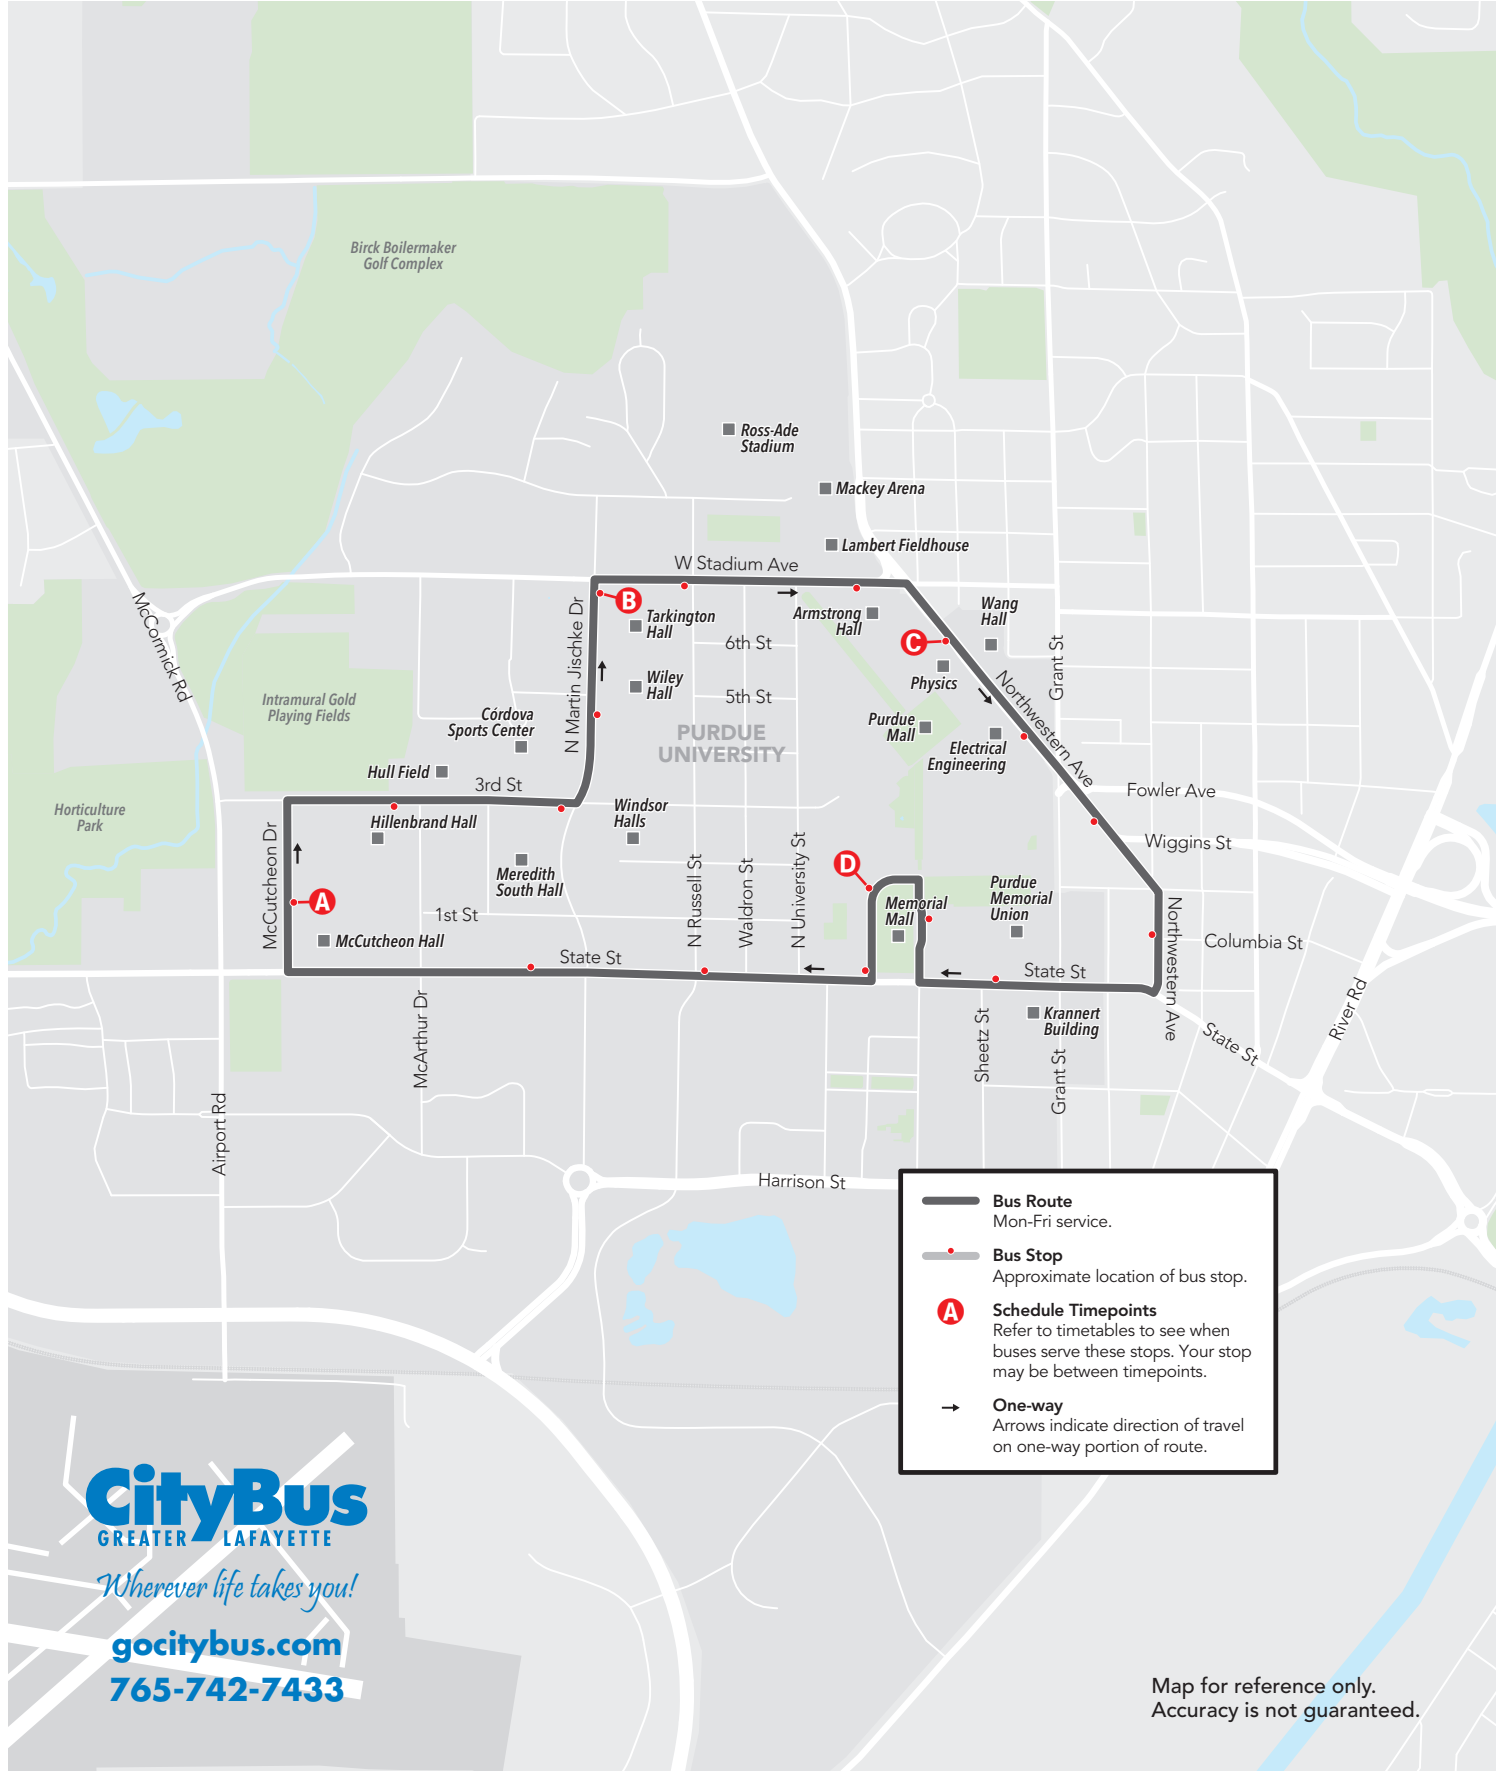 Birck Boilermaker
Golf Complex
Ross-Ade
Stadium
Mackey Arena
Lambert Fieldhouse
W Stadium Ave
McCormick Rd
N Martin Jischke Dr
B
Tarkington
Hall
Armstrong
Hall
Wang
Hall
6th St
C
Grant St
Wiley
Hall
5th St
Physics
Northwestern Ave
Intramural Gold
Playing Fields
Córdova
Sports Center
PURDUE
UNIVERSITY
Purdue
Mall
Electrical
Engineering
Hull Field
3rd St
Fowler Ave
Horticulture
Park
Hillenbrand Hall
Windsor
Halls
Wiggins St
McCutcheon Dr
Meredith
South Hall
N Russell St
Waldron St
N University St
D
Purdue
Memorial
Union
Memorial
Mall
A
1st St
McCutcheon Hall
Northwestern Ave
Columbia St
State St
State St
Krannert
Building
McArthur Dr
Sheetz St
Grant St
State St
River Rd
Airport Rd
Harrison St
Bus Route
Mon-Fri service.
Bus Stop
Approximate location of bus stop.
A
Schedule Timepoints
Refer to timetables to see when
buses serve these stops. Your stop
may be between timepoints.
One-way
Arrows indicate direction of travel
on one-way portion of route.
CityBus
GREATER LAFAYETTE
Wherever life takes you!
gocitybus.com
765-742-7433
Map for reference only.
Accuracy is not guaranteed.